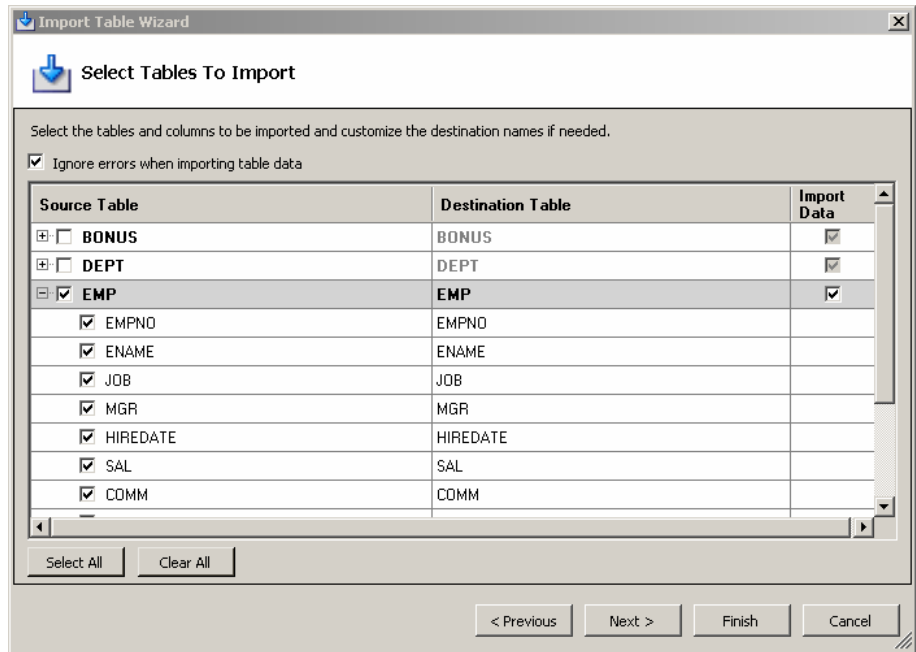 Import Table Wizard
Select Tables To Import
Select the tables and columns to be imported and customize the destination names if needed.
Ignore errors when importing table data
Source Table Destination Table Import Data
BONUS BONUS
DEPT DEPT
EMP EMP
EMPNO EMPNO
ENAME ENAME
JOB JOB
MGR MGR
HIREDATE HIREDATE
SAL SAL
COMM COMM
Select All Clear All
< Previous Next > Finish Cancel